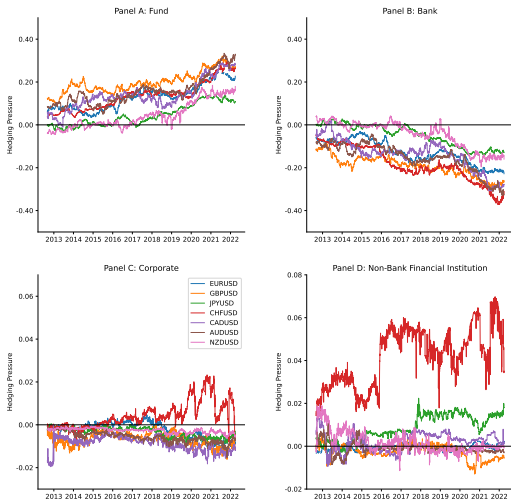 Panel A: Fund
Hedging Pressure
0.40
0.20
0.00
-0.20
-0.40
2013 2014 2015 2016 2017 2018 2019 2020 2021 2022
Panel B: Bank
Hedging Pressure
0.40
0.20
0.00
-0.20
-0.40
2013 2014 2015 2016 2017 2018 2019 2020 2021 2022
Panel C: Corporate
Hedging Pressure
0.06
0.04
0.02
0.00
-0.02
EURUSD
GBPUSD
JPYUSD
CHFUSD
CADUSD
AUDUSD
NZDUSD
2013 2014 2015 2016 2017 2018 2019 2020 2021 2022
Panel D: Non-Bank Financial Institution
Hedging Pressure
0.08
0.06
0.04
0.02
0.00
-0.02
2013 2014 2015 2016 2017 2018 2019 2020 2021 2022